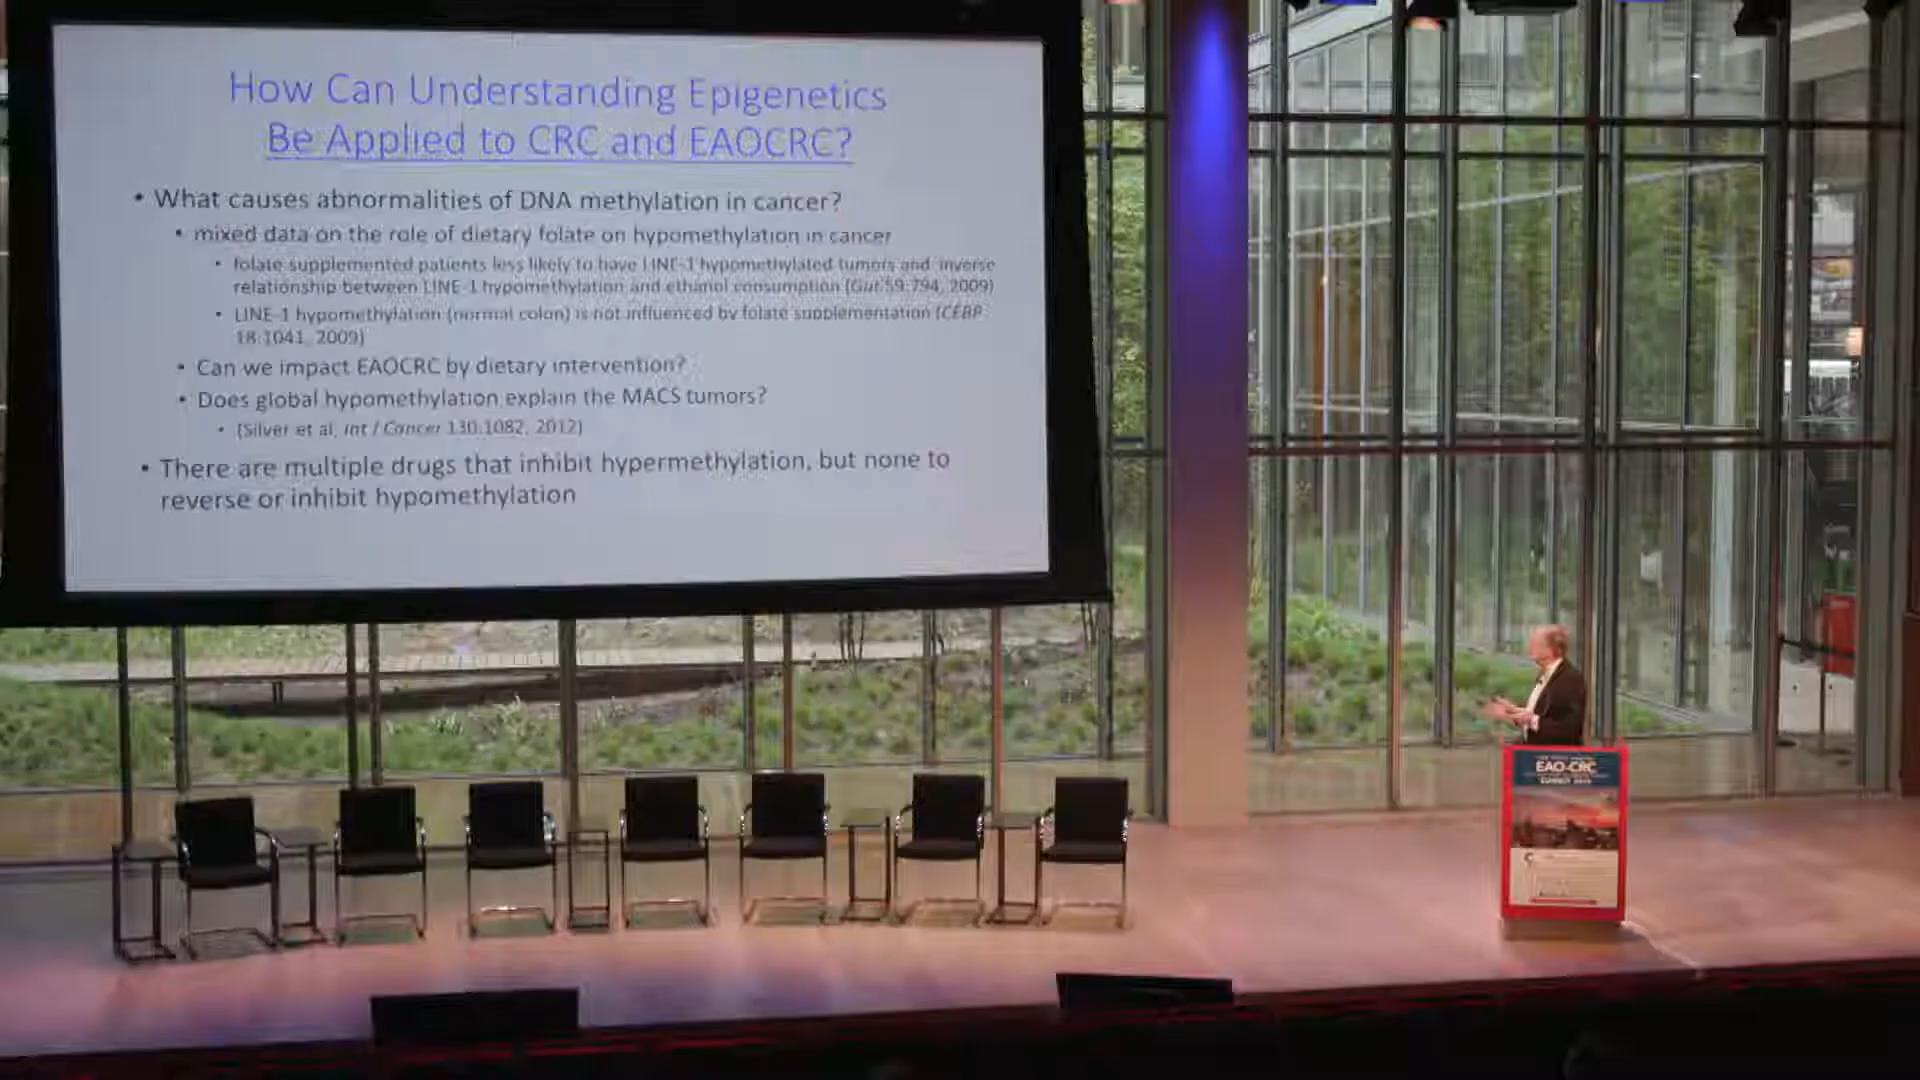 How Can Understanding Epigenetics
Be Applied to CRC and EAOCRC?
• What causes abnormalities of DNA methylation in cancer?
• mixed data on the role of dietary folate on hypomethylation in cancer
• folate supplemented patients less likely to have LINE-1 hypomethylated tumors and inverse
relationship between LINE-1 hypomethylation and ethanol consumption (Gut 59:794, 2009)
• LINE-1 hypomethylation (normal colon) is not influenced by folate supplementation (CEBP
18:1041, 2009)
• Can we impact EAOCRC by dietary intervention?
• Does global hypomethylation explain the MACS tumors?
• (Silver et al, Int J Cancer 130:1082, 2012)
• There are multiple drugs that inhibit hypermethylation, but none to
reverse or inhibit hypomethylation
EAO-CRC